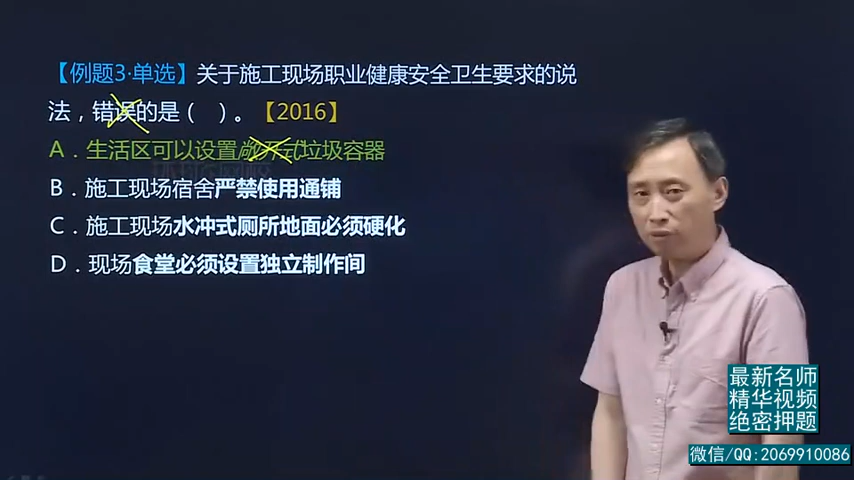 【例题3·单选】关于施工现场职业健康安全卫生要求的说
法，错误的是（ ）。【2016】
A．生活区可以设置敞开式垃圾容器
B．施工现场宿舍严禁使用通铺
C．施工现场水冲式厕所地面必须硬化
D．现场食堂必须设置独立制作间
最新名师
精华视频
绝密押题
微信/QQ:2069910086